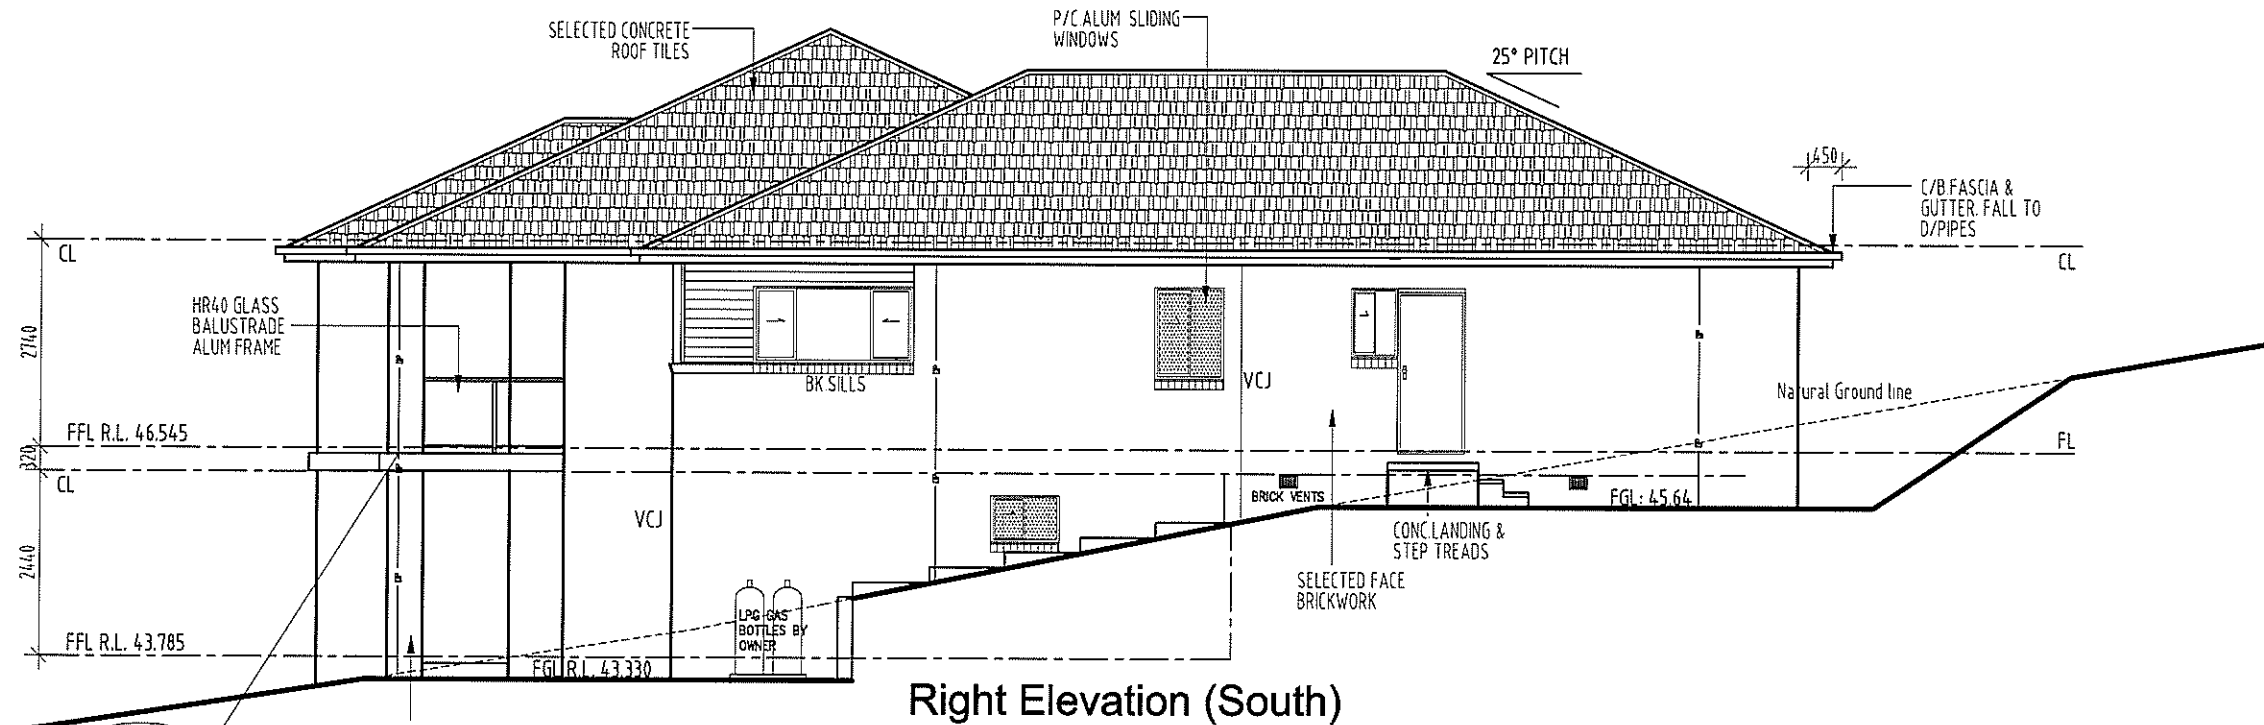 SELECTED CONCRETE
ROOF TILES
P/C.ALUM SLIDING
WINDOWS
25° PITCH
450
C/B.FASCIA &
GUTTER. FALL TO
D/PIPES
CL
CL
HR40 GLASS
BALUSTRADE
ALUM FRAME
2740
BK.SILLS
VCJ
Natural Ground line
FFL R.L. 46.545
FL
320
CL
BRICK VENTS
FGL: 45.64
VCJ
CONC.LANDING &
STEP TREADS
2440
SELECTED FACE
BRICKWORK
LPG GAS
BOTTLES BY
OWNER
FFL R.L. 43.785
FGL R.L. 43.330
Right Elevation (South)